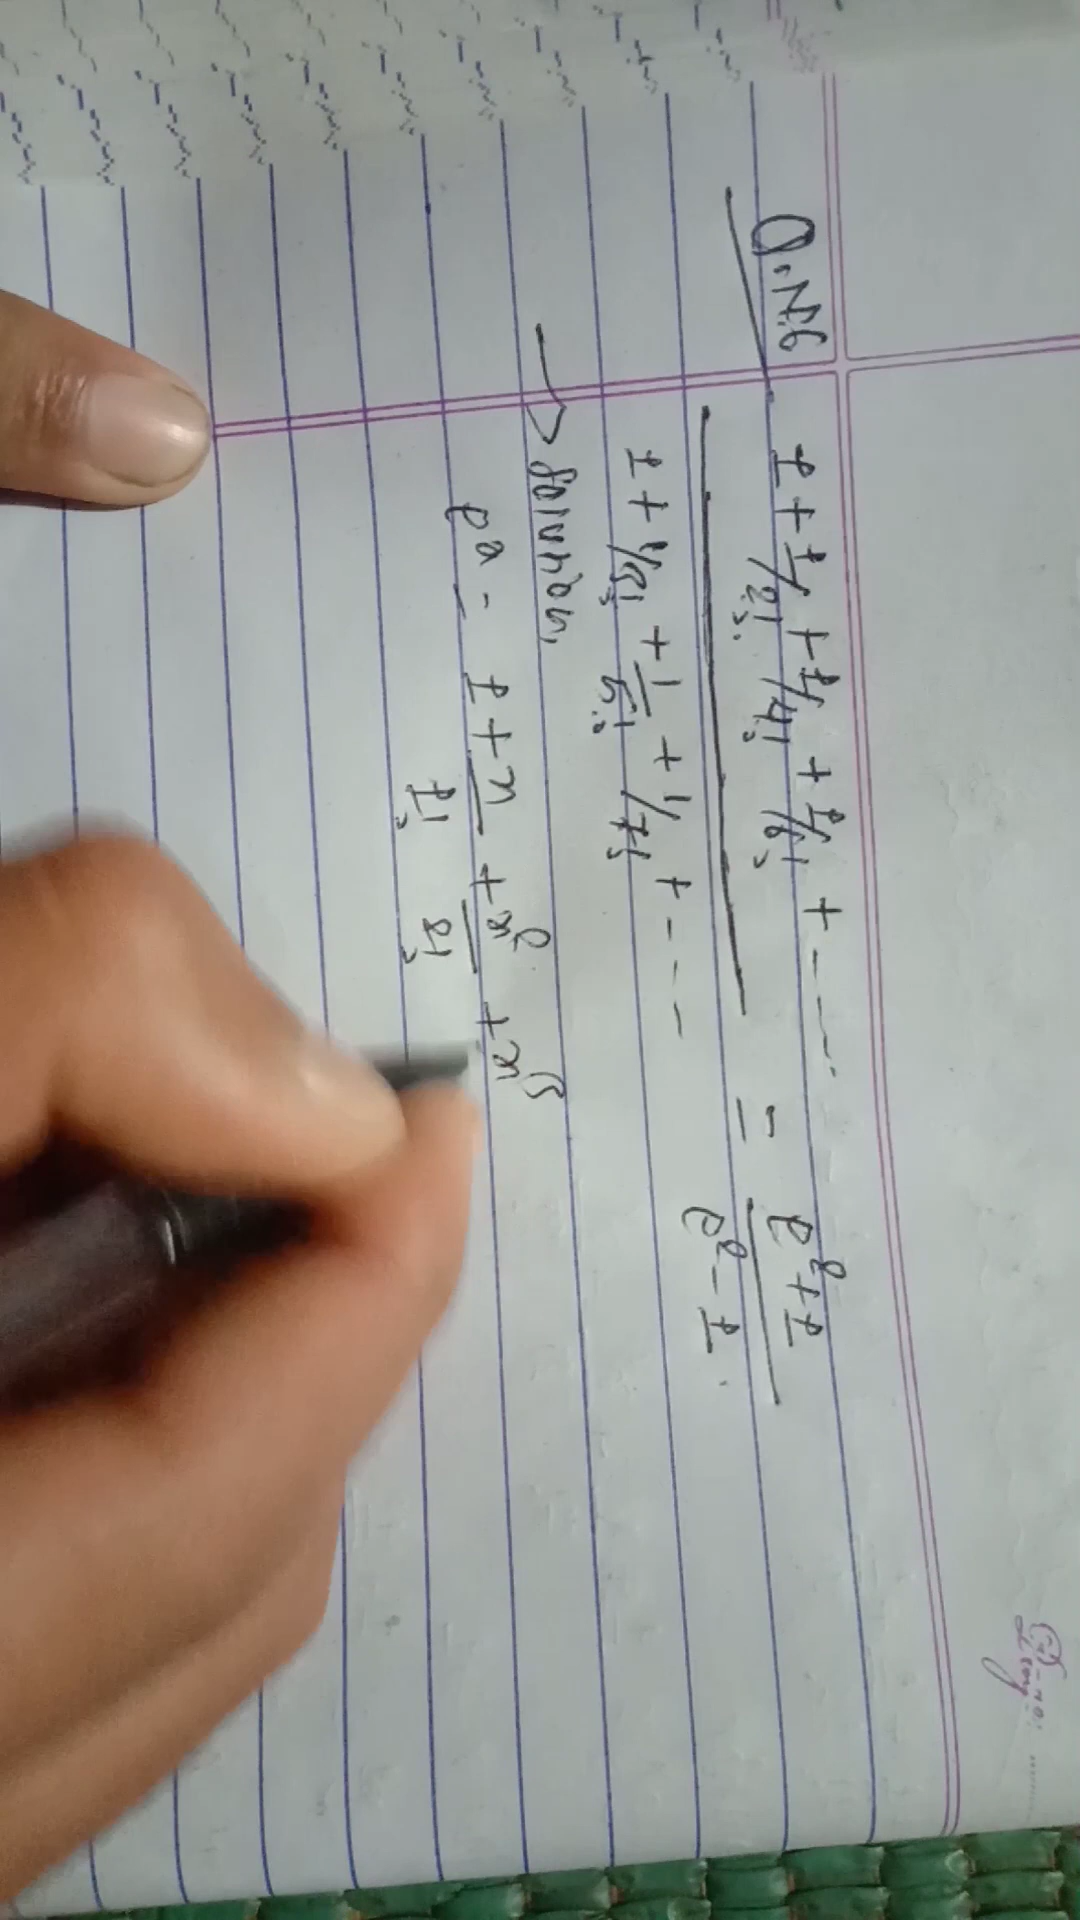 Q.N.6
1 + 1/2! + 1/4! + 1/6! + ----
1 + 1/3! + 1/5! + 1/7! + --- = e²+1 / e²-1
→ solution,
ex = 1 + x/1! + x²/2! + x³